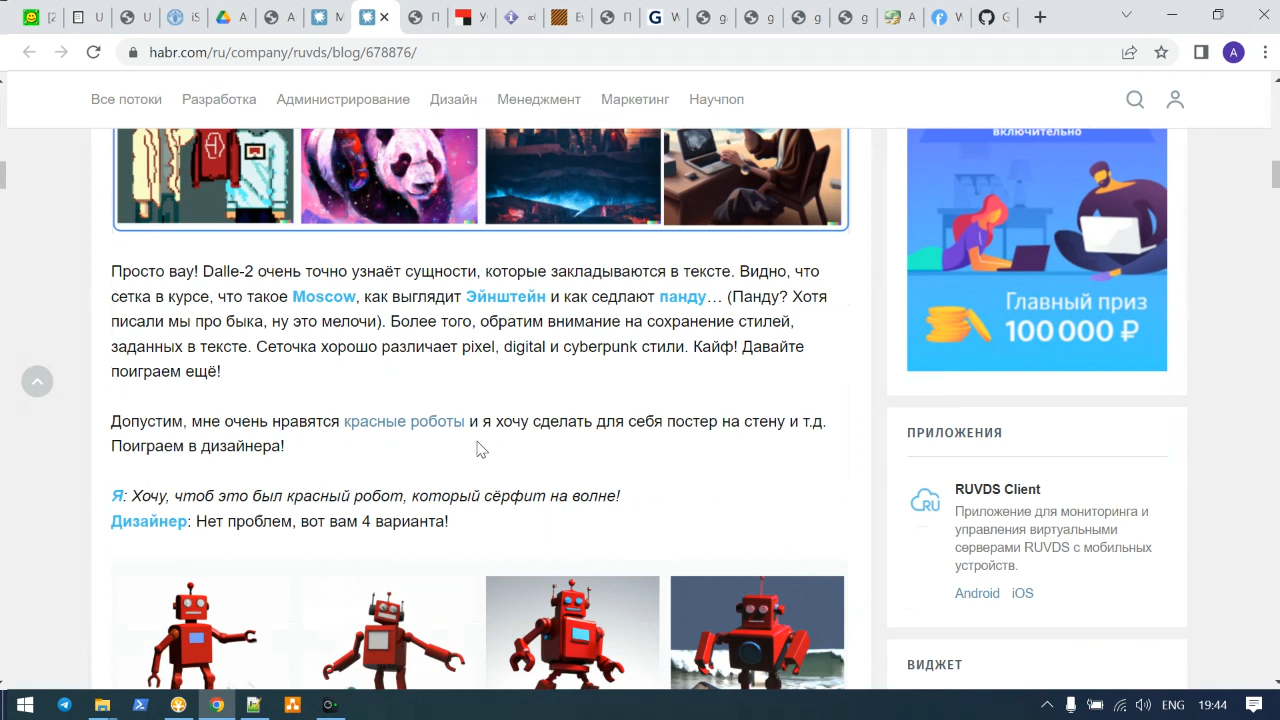 [2
U
iS
A
A
М
П
У
el
Ev
П
W
g
g
g
g
A
W
G
habr.com/ru/company/ruvds/blog/678876/
A
Все потоки Разработка Администрирование Дизайн Менеджмент Маркетинг Научпоп
включительно
Главный приз
100 000 ₽
Просто вау! Dalle-2 очень точно узнаёт сущности, которые закладываются в тексте. Видно, что
сетка в курсе, что такое Moscow, как выглядит Эйнштейн и как седлают панду… (Панду? Хотя
писали мы про быка, ну это мелочи). Более того, обратим внимание на сохранение стилей,
заданных в тексте. Сеточка хорошо различает pixel, digital и cyberpunk стили. Кайф! Давайте
поиграем ещё!
Допустим, мне очень нравятся красные роботы и я хочу сделать для себя постер на стену и т.д.
Поиграем в дизайнера!
Я: Хочу, чтоб это был красный робот, который сёрфит на волне!
Дизайнер: Нет проблем, вот вам 4 варианта!
ПРИЛОЖЕНИЯ
RU
RUVDS Client
Приложение для мониторинга и
управления виртуальными
серверами RUVDS с мобильных
устройств.
Android iOS
ВИДЖЕТ
ENG 19:44